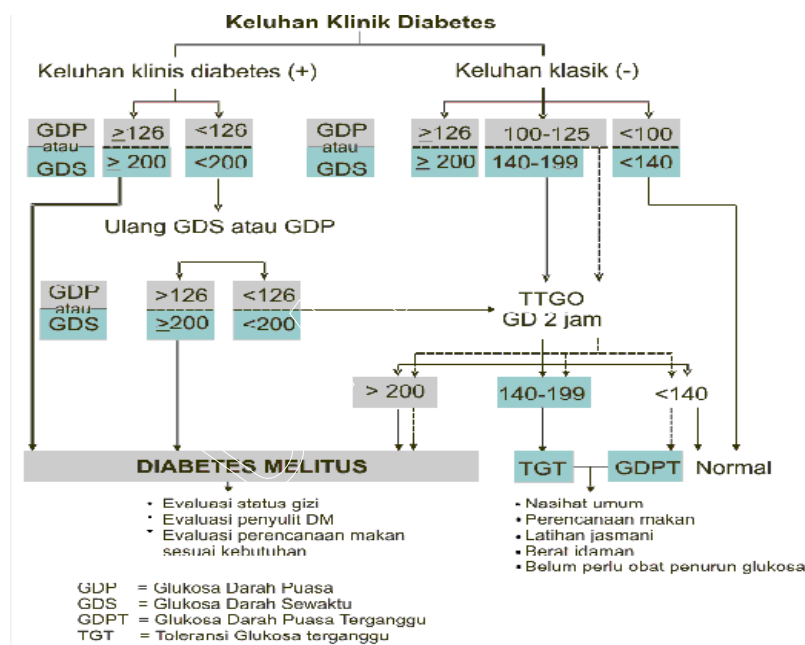 Keluhan Klinik Diabetes
Keluhan klinis diabetes (+)
Keluhan klasik (-)
GDP
atau
GDS
≥126
≥ 200
<126
<200
GDP
atau
GDS
≥126
≥ 200
100-125
140-199
<100
<140
Ulang GDS atau GDP
GDP
atau
GDS
>126
≥200
<126
<200
TTGO
GD 2 jam
> 200
140-199
<140
DIABETES MELITUS
TGT
GDPT
Normal
• Evaluasi status gizi
• Evaluasi penyulit DM
• Evaluasi perencanaan makan
sesuai kebutuhan
• Nasihat umum
• Perencanaan makan
• Latihan jasmani
• Berat idaman
• Belum perlu obat penurun glukosa
GDP = Glukosa Darah Puasa
GDS = Glukosa Darah Sewaktu
GDPT = Glukosa Darah Puasa Terganggu
TGT = Toleransi Glukosa terganggu